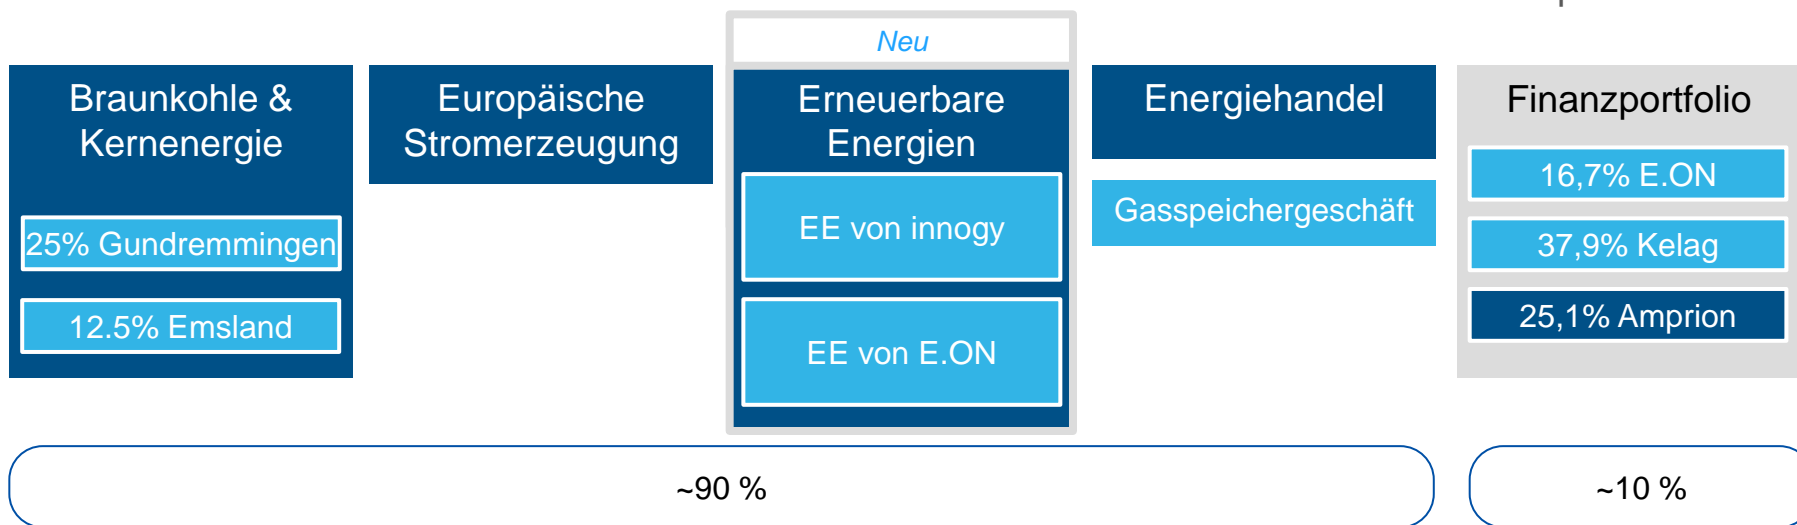 Neu
Braunkohle &
Kernenergie
25% Gundremmingen
12.5% Emsland
Europäische
Stromerzeugung
Erneuerbare
Energien
EE von innogy
EE von E.ON
Energiehandel
Gasspeichergeschäft
Finanzportfolio
16,7% E.ON
37,9% Kelag
25,1% Amprion
~90 %
~10 %